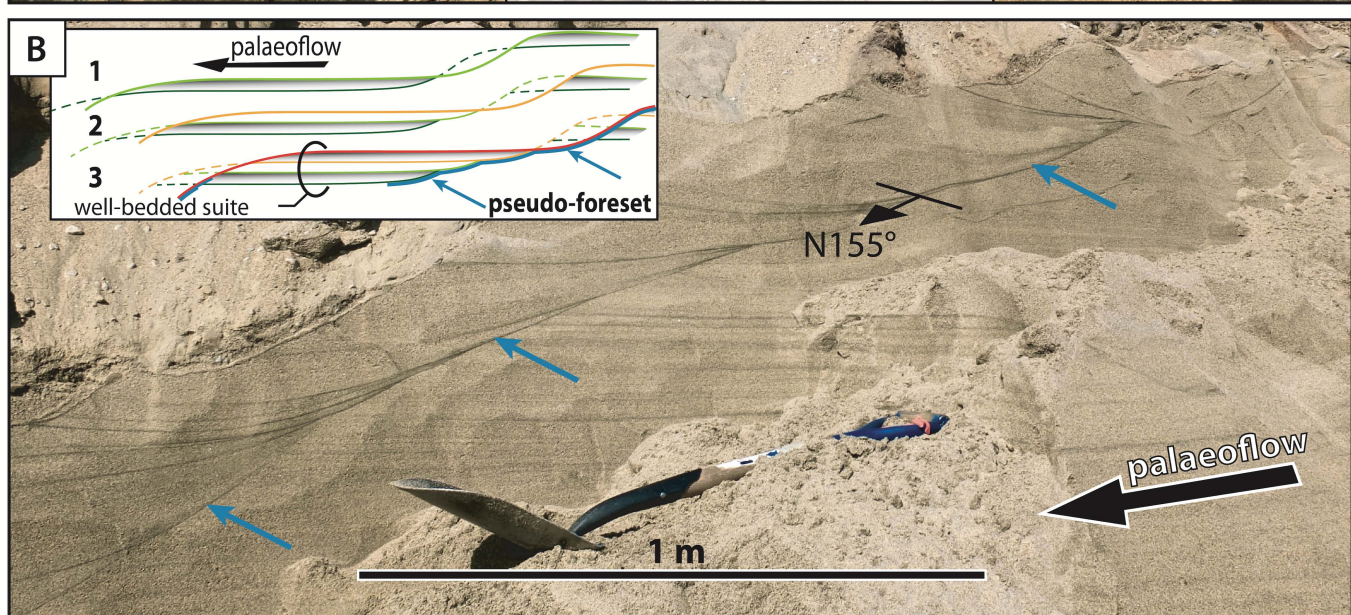 B
palaeoflow
1
2
3
well-bedded suite
pseudo-foreset
N155°
palaeoflow
1 m